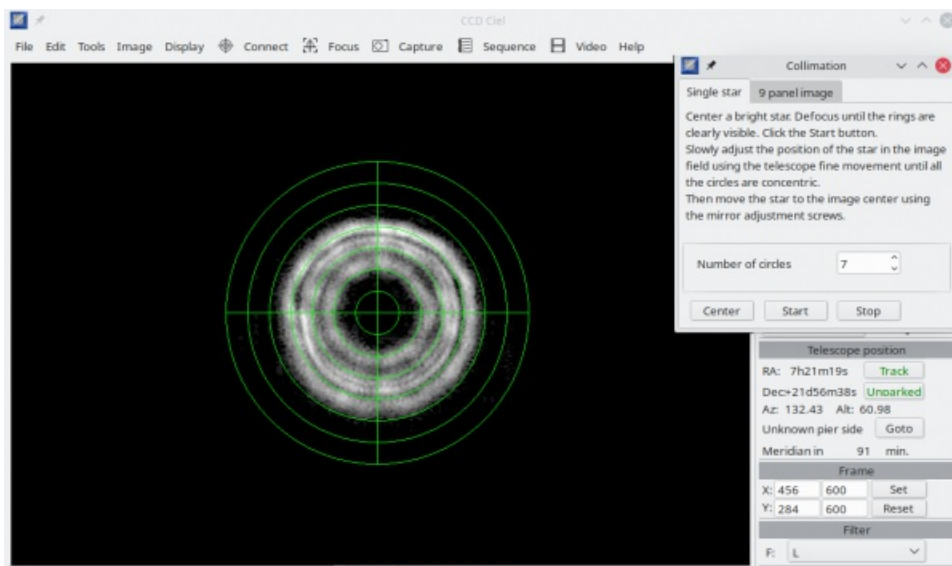 CCD Ciel
File Edit Tools Image Display Connect Focus Capture Sequence Video Help
Collimation
Single star 9 panel image
Center a bright star. Defocus until the rings are
clearly visible. Click the Start button.
Slowly adjust the position of the star in the image
field using the telescope fine movement until all
the circles are concentric.
Then move the star to the image center using
the mirror adjustment screws.
Number of circles 7
Center Start Stop
Telescope position
RA: 7h21m19s Track
Dec:+21d56m38s Unparked
Az: 132.43 Alt: 60.98
Unknown pier side Goto
Meridian in 91 min.
Frame
X: 456 600 Set
Y: 284 600 Reset
Filter
F: L